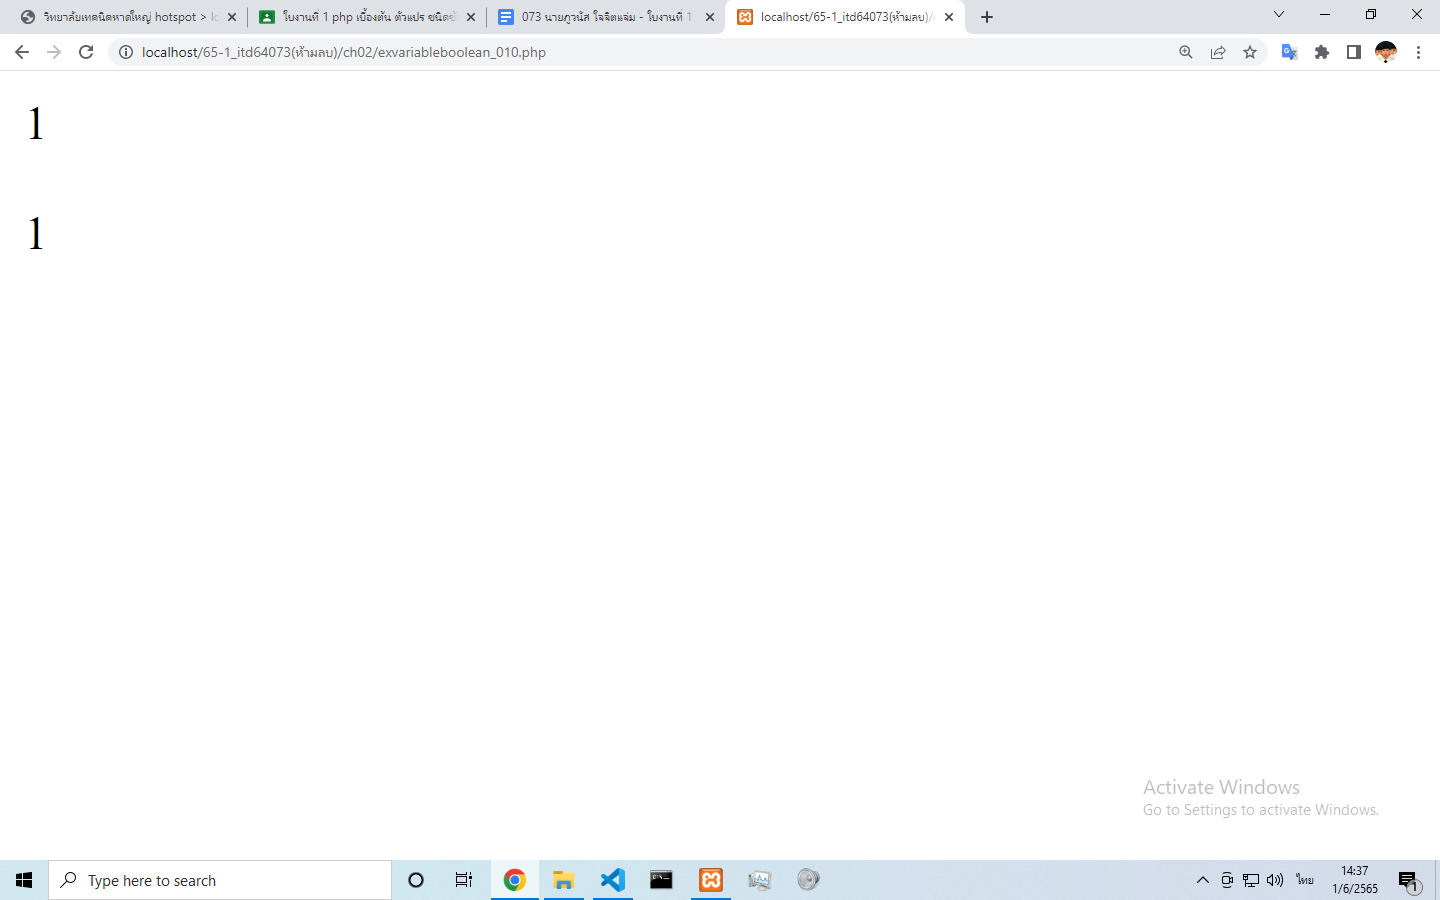 วิทยาลัยเทคนิคหาดใหญ่ hotspot > lo
ใบงานที่ 1 php เบื้องต้น ตัวแปร ชนิดข้
073 นายภูวนัส ใจจิตแจ่ม - ใบงานที่ 1
localhost/65-1_itd64073(ห้ามลบ)/
localhost/65-1_itd64073(ห้ามลบ)/ch02/exvariableboolean_010.php
1
1
Activate Windows
Go to Settings to activate Windows.
Type here to search
ไทย
14:37
1/6/2565
1